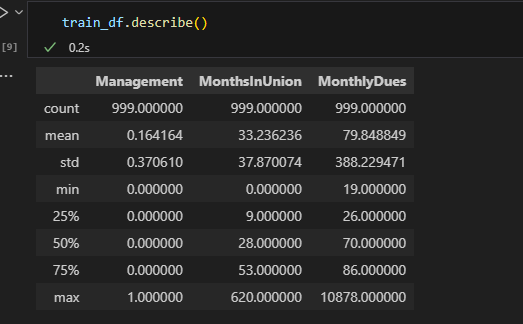 train_df.describe()
[9]
0.2s
...
Management MonthsInUnion MonthlyDues
count 999.000000 999.000000 999.000000
mean 0.164164 33.236236 79.848849
std 0.370610 37.870074 388.229471
min 0.000000 0.000000 19.000000
25% 0.000000 9.000000 26.000000
50% 0.000000 28.000000 70.000000
75% 0.000000 53.000000 86.000000
max 1.000000 620.000000 10878.000000